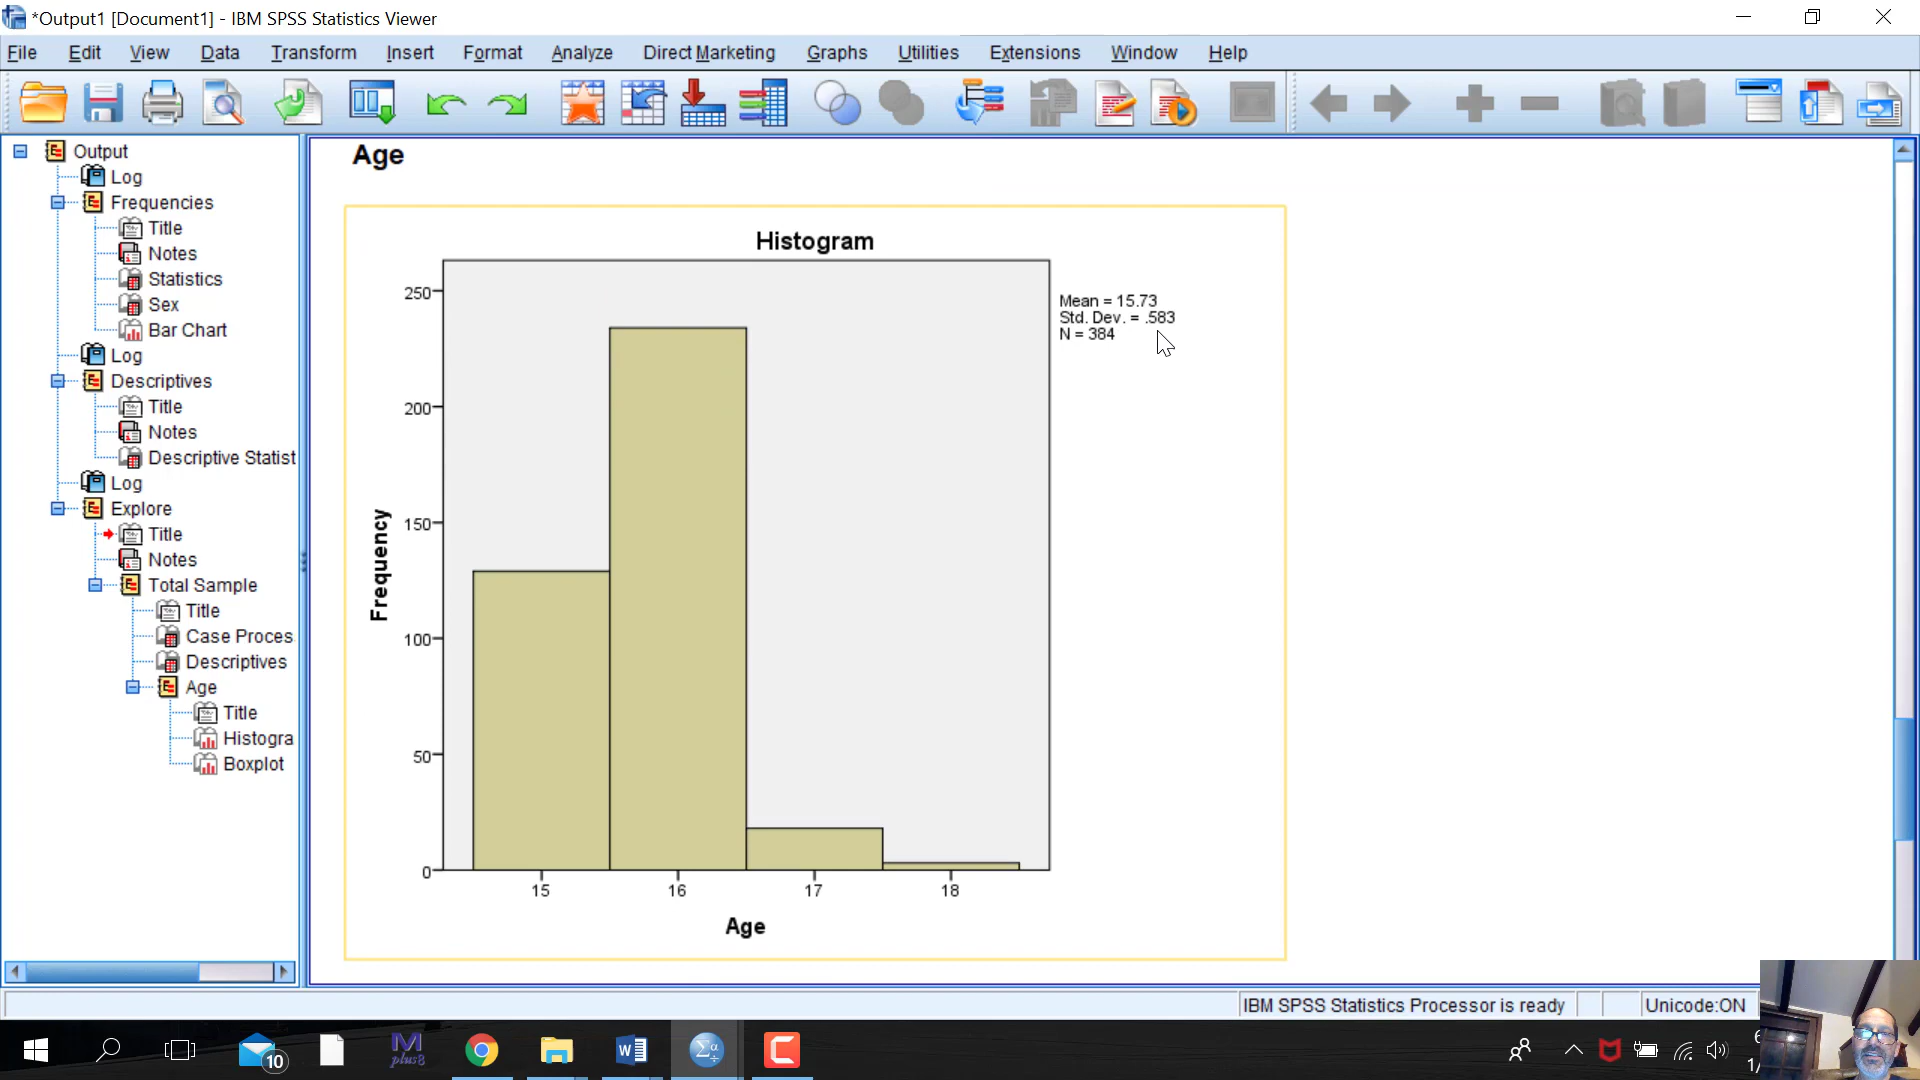 *Output1 [Document1] - IBM SPSS Statistics Viewer
File Edit View Data Transform Insert Format Analyze Direct Marketing Graphs Utilities Extensions Window Help
Output
Log
Frequencies
Title
Notes
Statistics
Sex
Bar Chart
Log
Descriptives
Title
Notes
Descriptive Statist
Log
Explore
Title
Notes
Total Sample
Title
Case Proces
Descriptives
Age
Title
Histogra
Boxplot
Age
Histogram
Mean = 15.73
Std. Dev. = .583
N = 384
Frequency
250
200
150
100
50
0
15 16 17 18
Age
IBM SPSS Statistics Processor is ready Unicode:ON
10
M
plus8